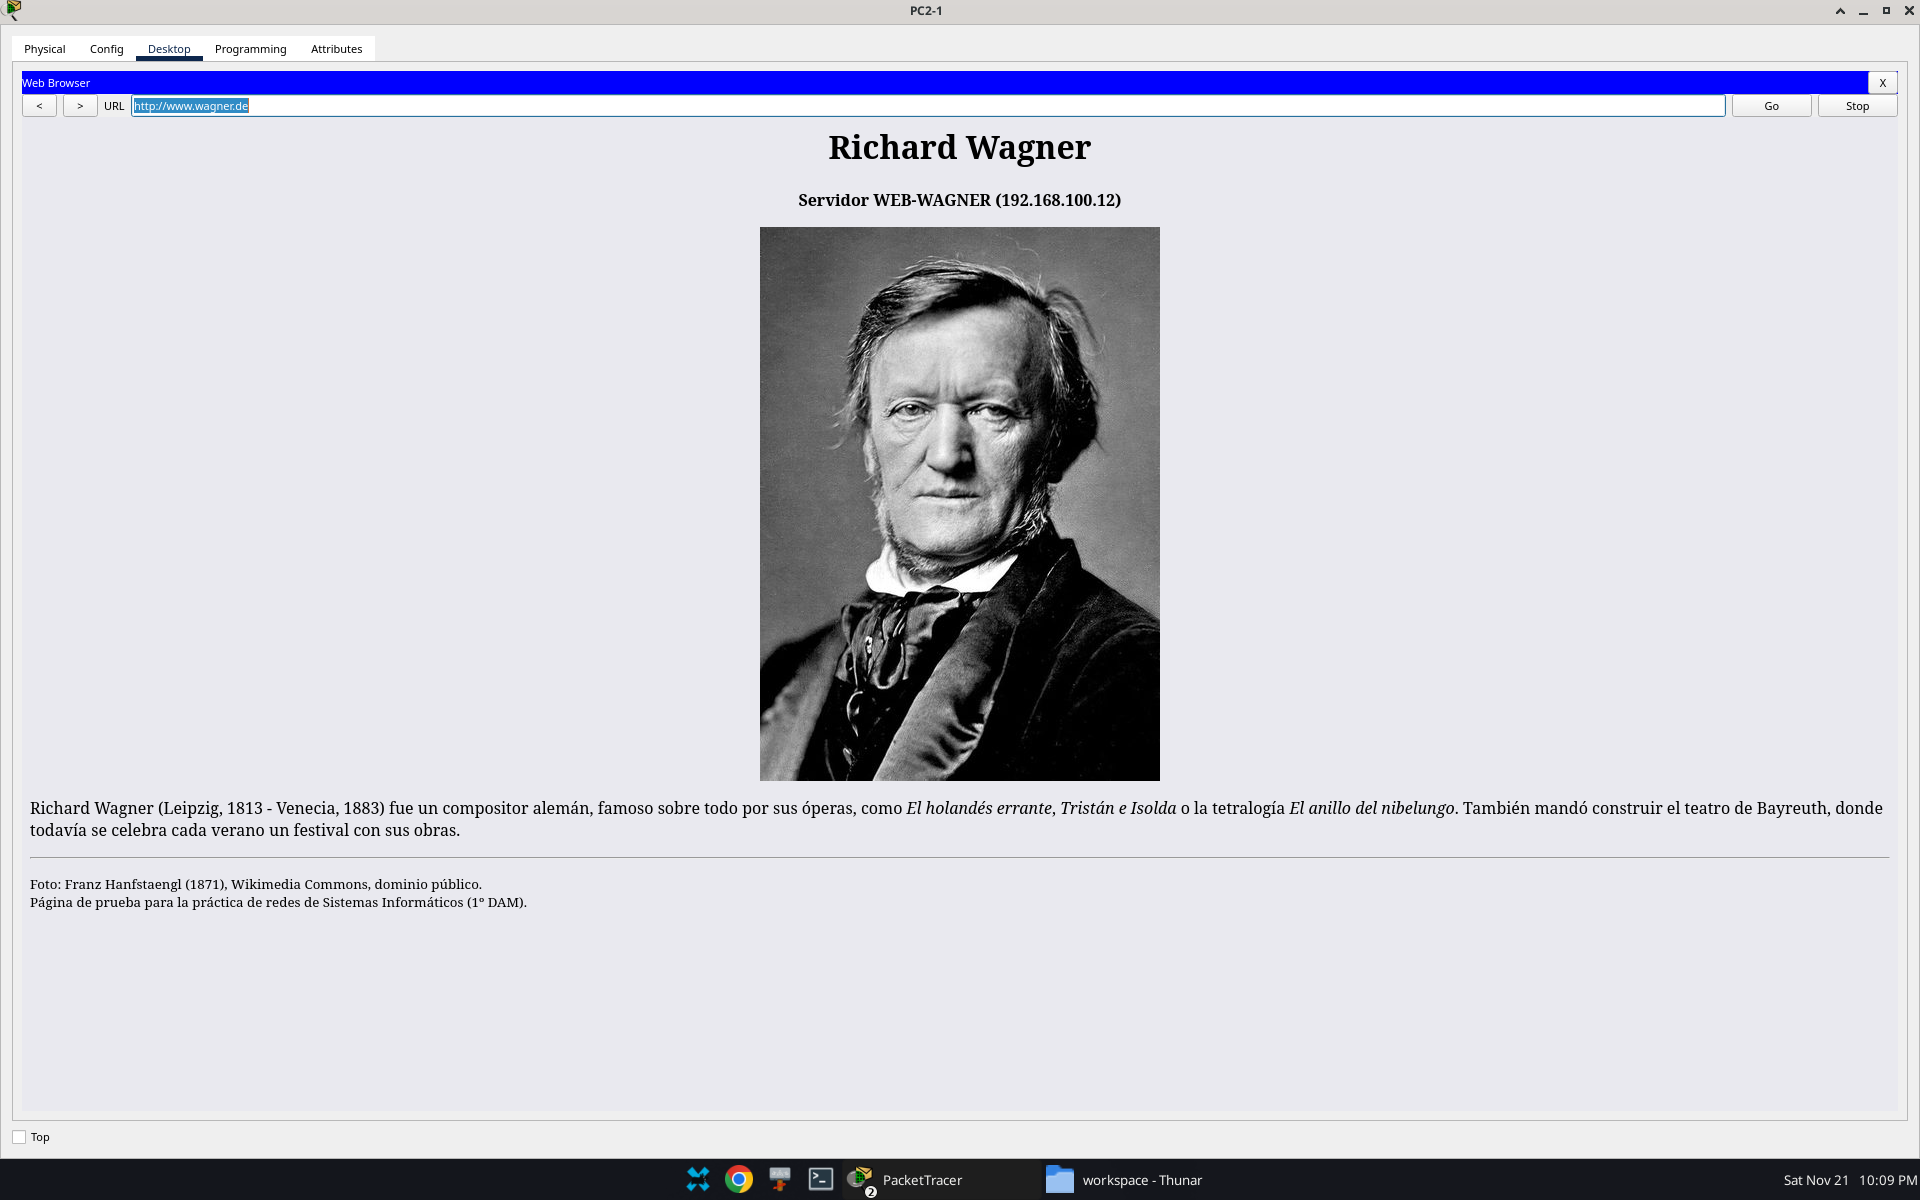 PC2-1
Physical Config Desktop Programming Attributes
Web Browser
X
< > URL http://www.wagner.de Go Stop
Richard Wagner
Servidor WEB-WAGNER (192.168.100.12)
Richard Wagner (Leipzig, 1813 - Venecia, 1883) fue un compositor alemán, famoso sobre todo por sus óperas, como El holandés errante, Tristán e Isolda o la tetralogía El anillo del nibelungo. También mandó construir el teatro de Bayreuth, donde
todavía se celebra cada verano un festival con sus obras.
Foto: Franz Hanfstaengl (1871), Wikimedia Commons, dominio público.
Página de prueba para la práctica de redes de Sistemas Informáticos (1º DAM).
Top
2
PacketTracer
workspace - Thunar
Sat Nov 21 10:09 PM